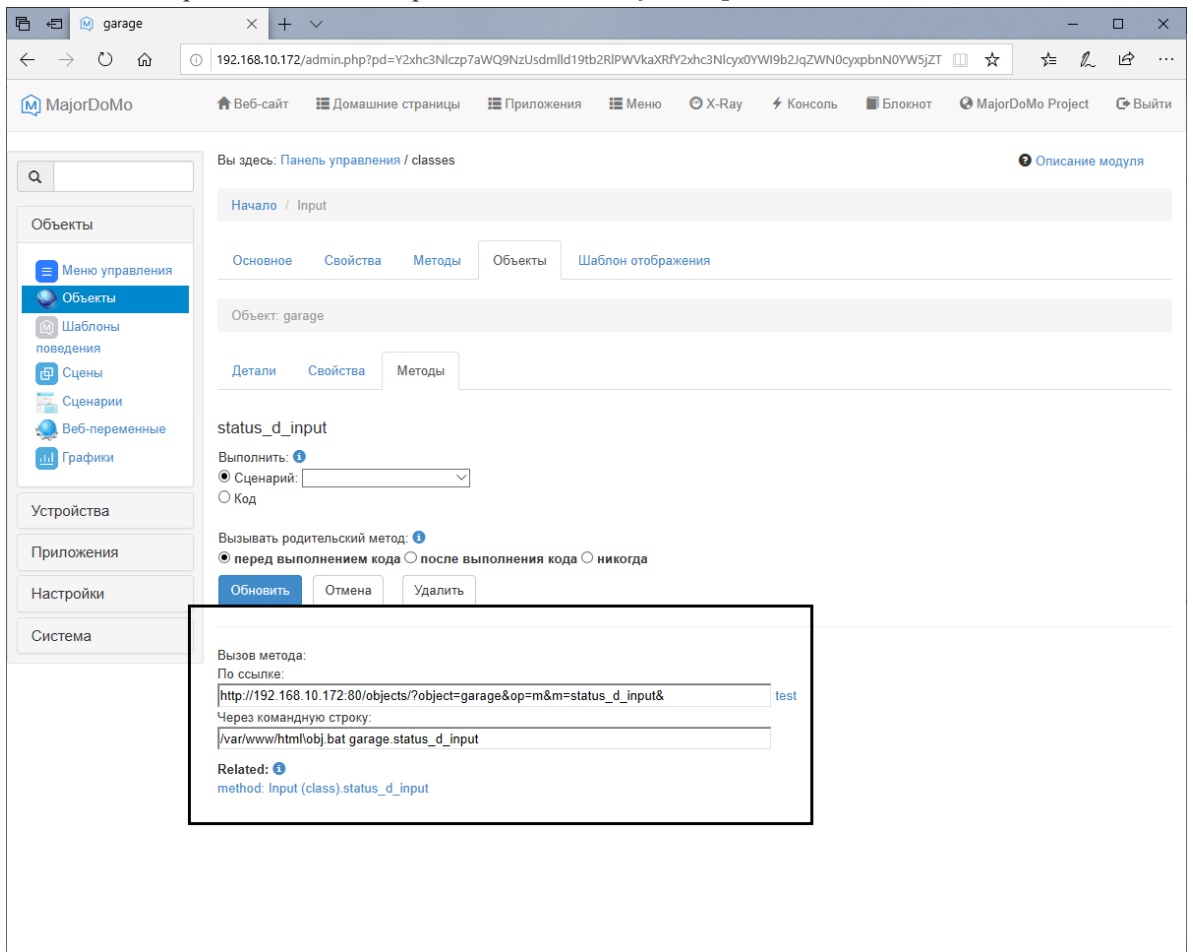 garage
192.168.10.172/admin.php?pd=Y2xhc3Nlczp7aWQ9NzUsdmlld19tb2RlPWVkaXRfY2xhc3Nlcyx0YWI9b2JqZWN0cyxpbnN0YW5jZT
MajorDoMo
Веб-сайт Домашние страницы Приложения Меню X-Ray Консоль Блокнот MajorDoMo Project Выйти
Вы здесь: Панель управления / classes Описание модуля
Начало / Input
Объекты
Основное Свойства Методы Объекты Шаблон отображения
Меню управления
Объекты
Объект: garage
Шаблоны
поведения
Детали Свойства Методы
Сцены
Сценарии
Веб-переменные
Графики
status_d_input
Выполнить:
Сценарий:
Код
Устройства
Вызывать родительский метод:
Приложения
перед выполнением кода после выполнения кода никогда
Настройки
Обновить Отмена Удалить
Система
Вызов метода:
По ссылке:
http://192.168.10.172:80/objects/?object=garage&op=m&m=status_d_input& test
Через командную строку:
/var/www/html\obj.bat garage.status_d_input
Related:
method: Input (class).status_d_input